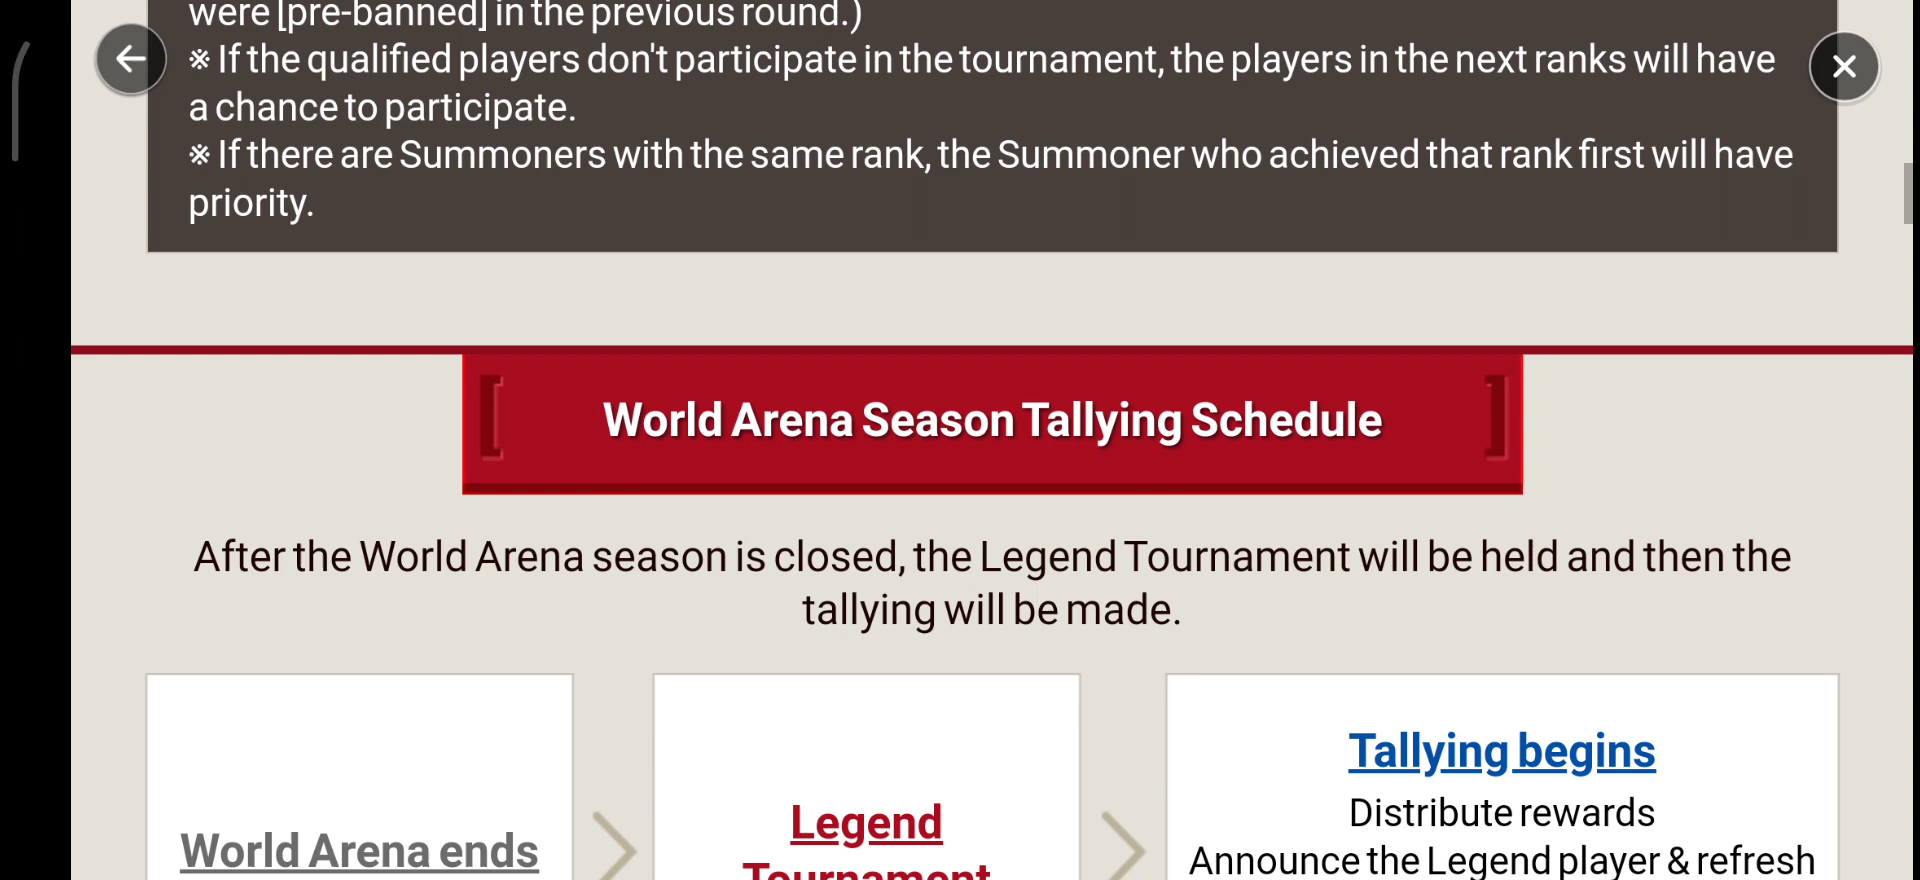 were [pre-banned] in the previous round.)
※ If the qualified players don't participate in the tournament, the players in the next ranks will have
a chance to participate.
※ If there are Summoners with the same rank, the Summoner who achieved that rank first will have
priority.
World Arena Season Tallying Schedule
After the World Arena season is closed, the Legend Tournament will be held and then the
tallying will be made.
World Arena ends
Legend
Tournament
Tallying begins
Distribute rewards
Announce the Legend player & refresh